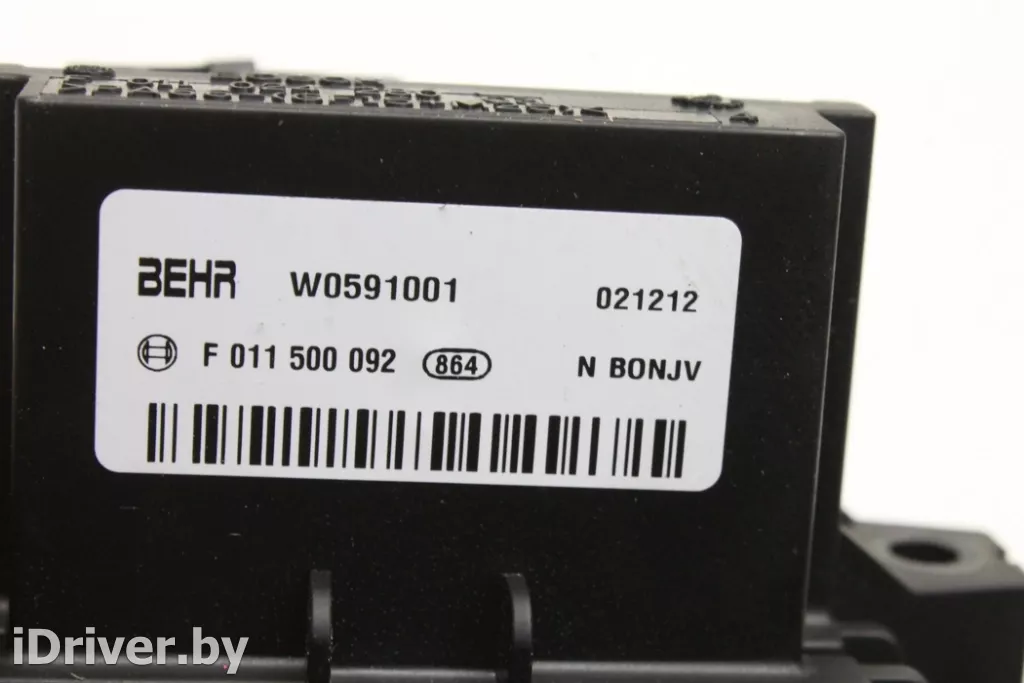 BEHR W0591001 021212
F 011 500 092 864 N BONJV
iDriver.by